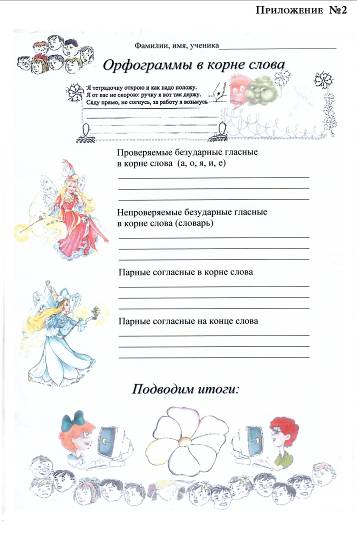 ПРИЛОЖЕНИЕ №2
Фамилии, имя, ученика
Орфограммы в корне слова
Я тетрадочку открою и как надо положу.
Я от вас не скрою: ручку я вот так держу.
Сяду прямо, не согнусь, за работу я возьмусь
Проверяемые безударные гласные
в корне слова (а, о, я, и, е)
Непроверяемые безударные гласные
в корне слова (словарь)
Парные согласные в корне слова
Парные согласные на конце слова
Подводим итоги: